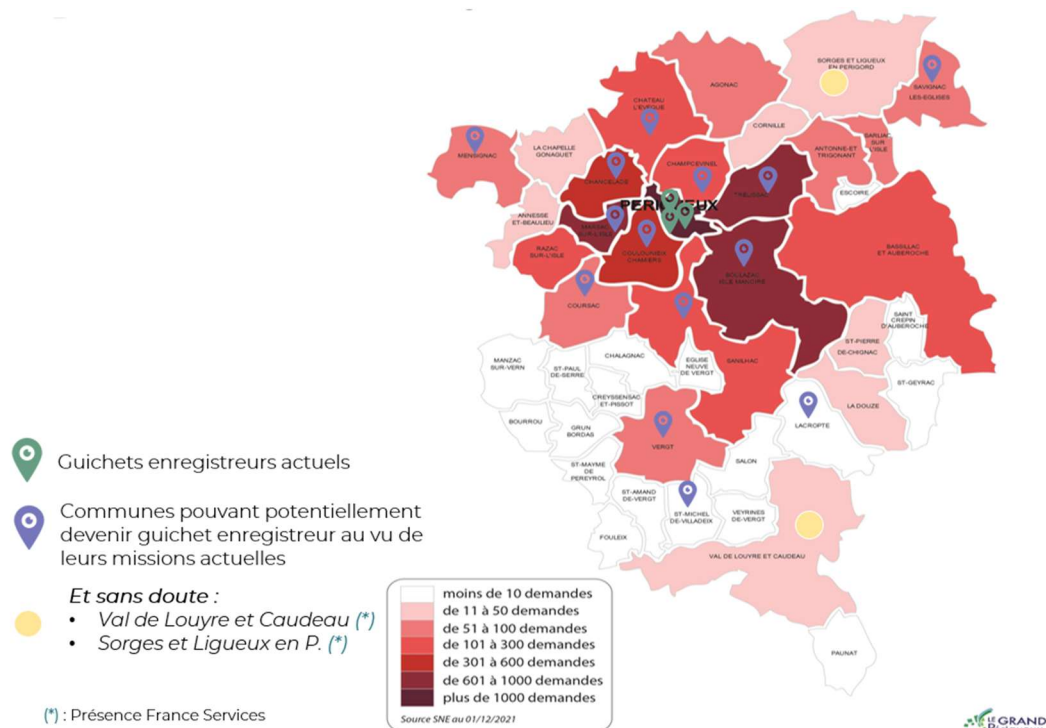 SORGES ET LIGUEUX
EN PERIGORD
SAVIGNAC
LES-EGLISES
AGONAC
CHATEAU
L'EVEQUE
CORNILLE
LA CHAPELLE
GONAGUET
MENSIGNAC
ANTONNE-ET
TRIGONANT
SUR
L'ISLE
CHAMPCEVINEL
CHANCELADE
TRELISSAC
ESCOIRE
ANNESSE
ET-BEAULIEU
MARSAC
SUR-L'ISLE
RAZAC
SUR-L'ISLE
COULOUNIEIX
CHAMIERS
BOULAZAC
ISLE MANOIRE
BASSILLAC
ET AUBEROCHE
COURSAC
SAINT
CREPIN
D'AUBEROCHE
ST-PIERRE
DE-CHIGNAC
MANZAC
SUR-VERN
ST-PAUL
DE-SERRE
CHALAGNAC
EGLISE
NEUVE
DE VERGT
SANILHAC
ST-GEYRAC
CREYSSENSAC
ET-PISSOT
LA DOUZE
BOURROU
GRUN
BORDAS
VERGT
LACROPTE
ST-MAYME
DE
PEREYROL
SALON
ST-AMAND
DE-VERGT
ST-MICHEL
DE-VILLADEIX
VEYRINES
DE-VERGT
FOULEIX
VAL DE LOUYRE ET CAUDEAU
PAUNAT
Guichets enregistreurs actuels
Communes pouvant potentiellement
devenir guichet enregistreur au vu de
leurs missions actuelles
Et sans doute :
• Val de Louyre et Caudeau (*)
• Sorges et Ligueux en P. (*)
(*) : Présence France Services
moins de 10 demandes
de 11 à 50 demandes
de 51 à 100 demandes
de 101 à 300 demandes
de 301 à 600 demandes
de 601 à 1000 demandes
plus de 1000 demandes
Source SNE au 01/12/2021
LE GRAND